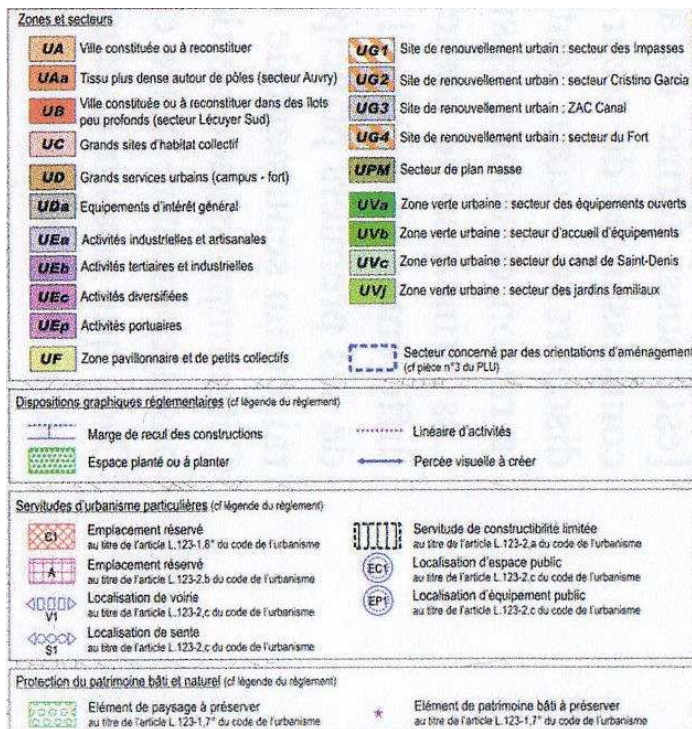 Zones et secteurs
UA Ville constituée ou à reconstituer
UAa Tissu plus dense autour de pôles (secteur Auvry)
UB Ville constituée ou à reconstituer dans des îlots
peu profonds (secteur Lécuyer Sud)
UC Grands sites d'habitat collectif
UD Grands services urbains (campus - fort)
UDa Equipements d'intérêt général
UEa Activités industrielles et artisanales
UEb Activités tertiaires et industrielles
UEc Activités diversifiées
UEp Activités portuaires
UF Zone pavillonnaire et de petits collectifs
UG1 Site de renouvellement urbain : secteur des Impasses
UG2 Site de renouvellement urbain : secteur Cristino Garcia
UG3 Site de renouvellement urbain : ZAC Canal
UG4 Site de renouvellement urbain : secteur du Fort
UPM Secteur de plan masse
UVa Zone verte urbaine : secteur des équipements ouverts
UVb Zone verte urbaine : secteur d'accueil d'équipements
UVc Zone verte urbaine : secteur du canal de Saint-Denis
UVj Zone verte urbaine : secteur des jardins familiaux
Secteur concerné par des orientations d'aménagement
(cf pièce n°3 du PLU)
Dispositions graphiques réglementaires (cf légende du règlement)
Marge de recul des constructions
Espace planté ou à planter
Linéaire d'activités
Percée visuelle à créer
Servitudes d'urbanisme particulières (cf légende du règlement)
C1 Emplacement réservé
au titre de l'article L.123-1,8° du code de l'urbanisme
A Emplacement réservé
au titre de l'article L.123-2.b du code de l'urbanisme
Localisation de voirie
V1 au titre de l'article L.123-2,c du code de l'urbanisme
Localisation de sente
S1 au titre de l'article L.123-2,c du code de l'urbanisme
Servitude de constructibilité limitée
au titre de l'article L.123-2,a du code de l'urbanisme
EC1 Localisation d'espace public
au titre de l'article L.123-2,c du code de l'urbanisme
EP1 Localisation d'équipement public
au titre de l'article L.123-2,c du code de l'urbanisme
Protection du patrimoine bâti et naturel (cf légende du règlement)
Elément de paysage à préserver
au titre de l'article L.123-1,7° du code de l'urbanisme
Elément de patrimoine bâti à préserver
au titre de l'article L.123-1,7° du code de l'urbanisme